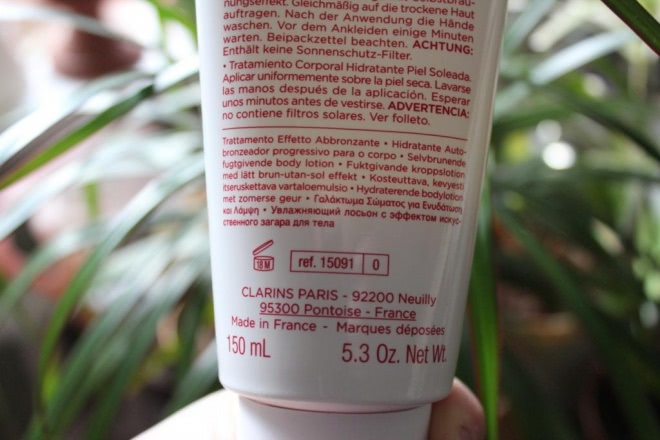 nungseffekt. Gleichmäßig auf die trockene Haut
auftragen. Nach der Anwendung die Hände
waschen. Vor dem Ankleiden einige Minuten
warten. Beipackzettel beachten. ACHTUNG:
Enthält keine Sonnenschutz-Filter.
• Tratamiento Corporal Hidratante Piel Soleada.
Aplicar uniformemente sobre la piel seca. Lavarse
las manos después de la aplicación. Esperar
unos minutos antes de vestirse. ADVERTENCIA:
no contiene filtros solares. Ver folleto.
Trattamento Effetto Abbronzante • Hidratante Auto-
bronzeador progressivo para o corpo • Selvbrunende
fugtgivende body lotion • Fuktgivande kroppslotion
med lätt brun-utan-sol effekt • Kosteuttava, kevyesti
itseruskettava vartaloemulsio • Hydraterende bodylotion
met zomerse geur • Γαλάκτωμα Σώματος για Ενυδάτωση
και Λάμψη • Увлажняющий лосьон с эффектом искус-
ственного загара для тела
18 M ref. 15091 0
CLARINS PARIS - 92200 Neuilly
95300 Pontoise - France
Made in France - Marques déposées
150 mL 5.3 Oz. Net Wt.